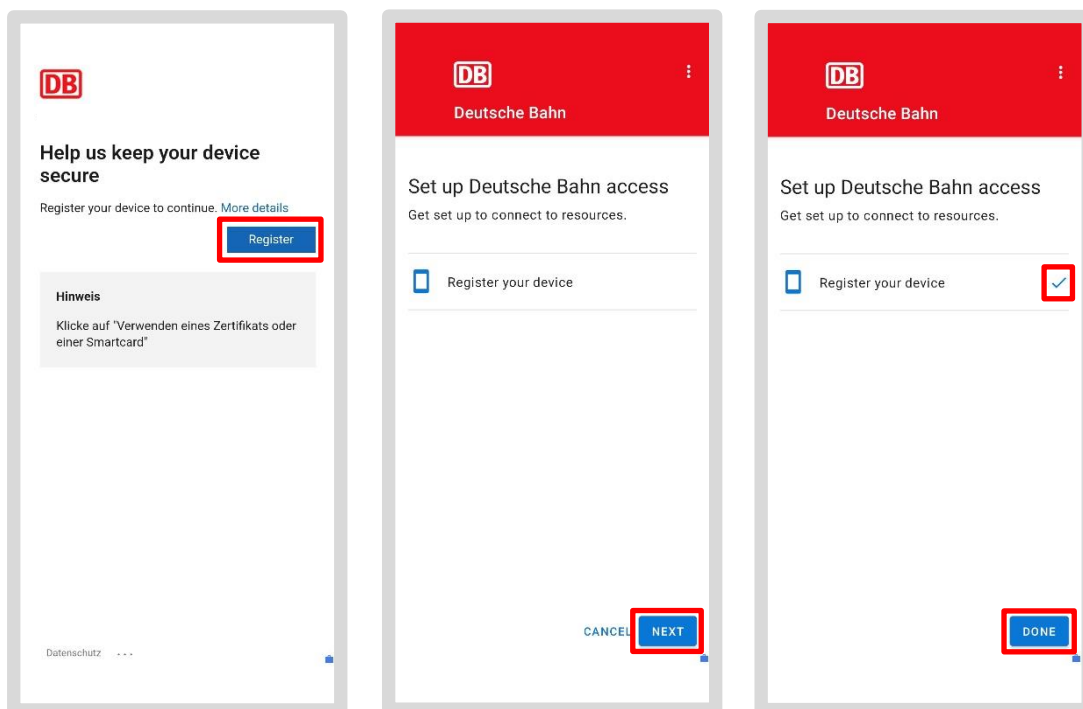 DB
Help us keep your device
secure
Register your device to continue. More details
Register
Hinweis
Klicke auf "Verwenden eines Zertifikats oder
einer Smartcard"
Datenschutz ...
DB
Deutsche Bahn
Set up Deutsche Bahn access
Get set up to connect to resources.
Register your device
CANCEL NEXT
DB
Deutsche Bahn
Set up Deutsche Bahn access
Get set up to connect to resources.
Register your device
DONE